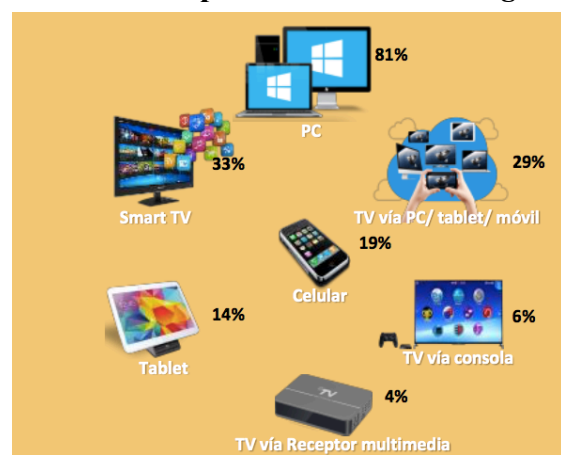 81%
PC
33%
Smart TV
29%
TV vía PC/ tablet/ móvil
19%
Celular
14%
Tablet
6%
TV vía consola
TV
4%
TV vía Receptor multimedia